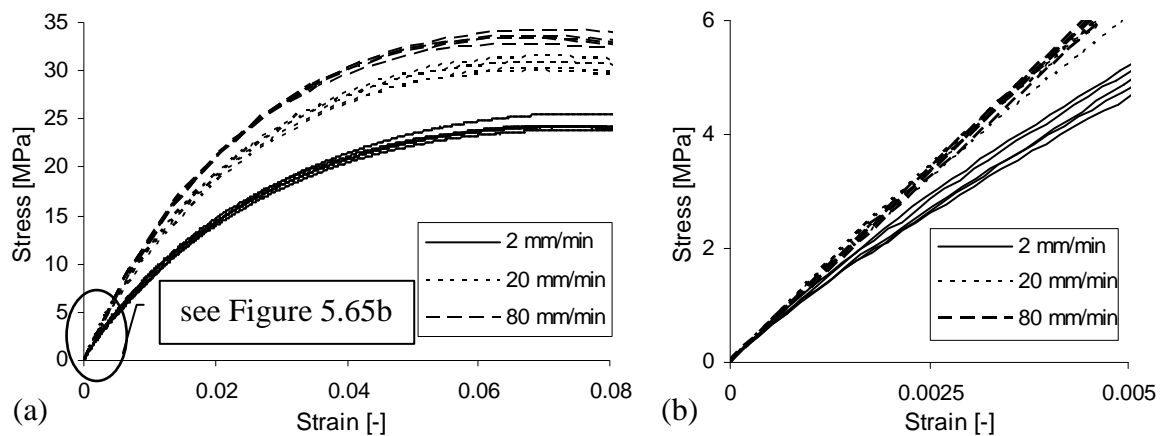 Stress [MPa]
35
30
25
20
15
10
5
0
0 0.02 0.04 0.06 0.08
Strain [-]
2 mm/min
20 mm/min
80 mm/min
see Figure 5.65b
(a)
Stress [MPa]
6
4
2
0
0 0.0025 0.005
Strain [-]
2 mm/min
20 mm/min
80 mm/min
(b)